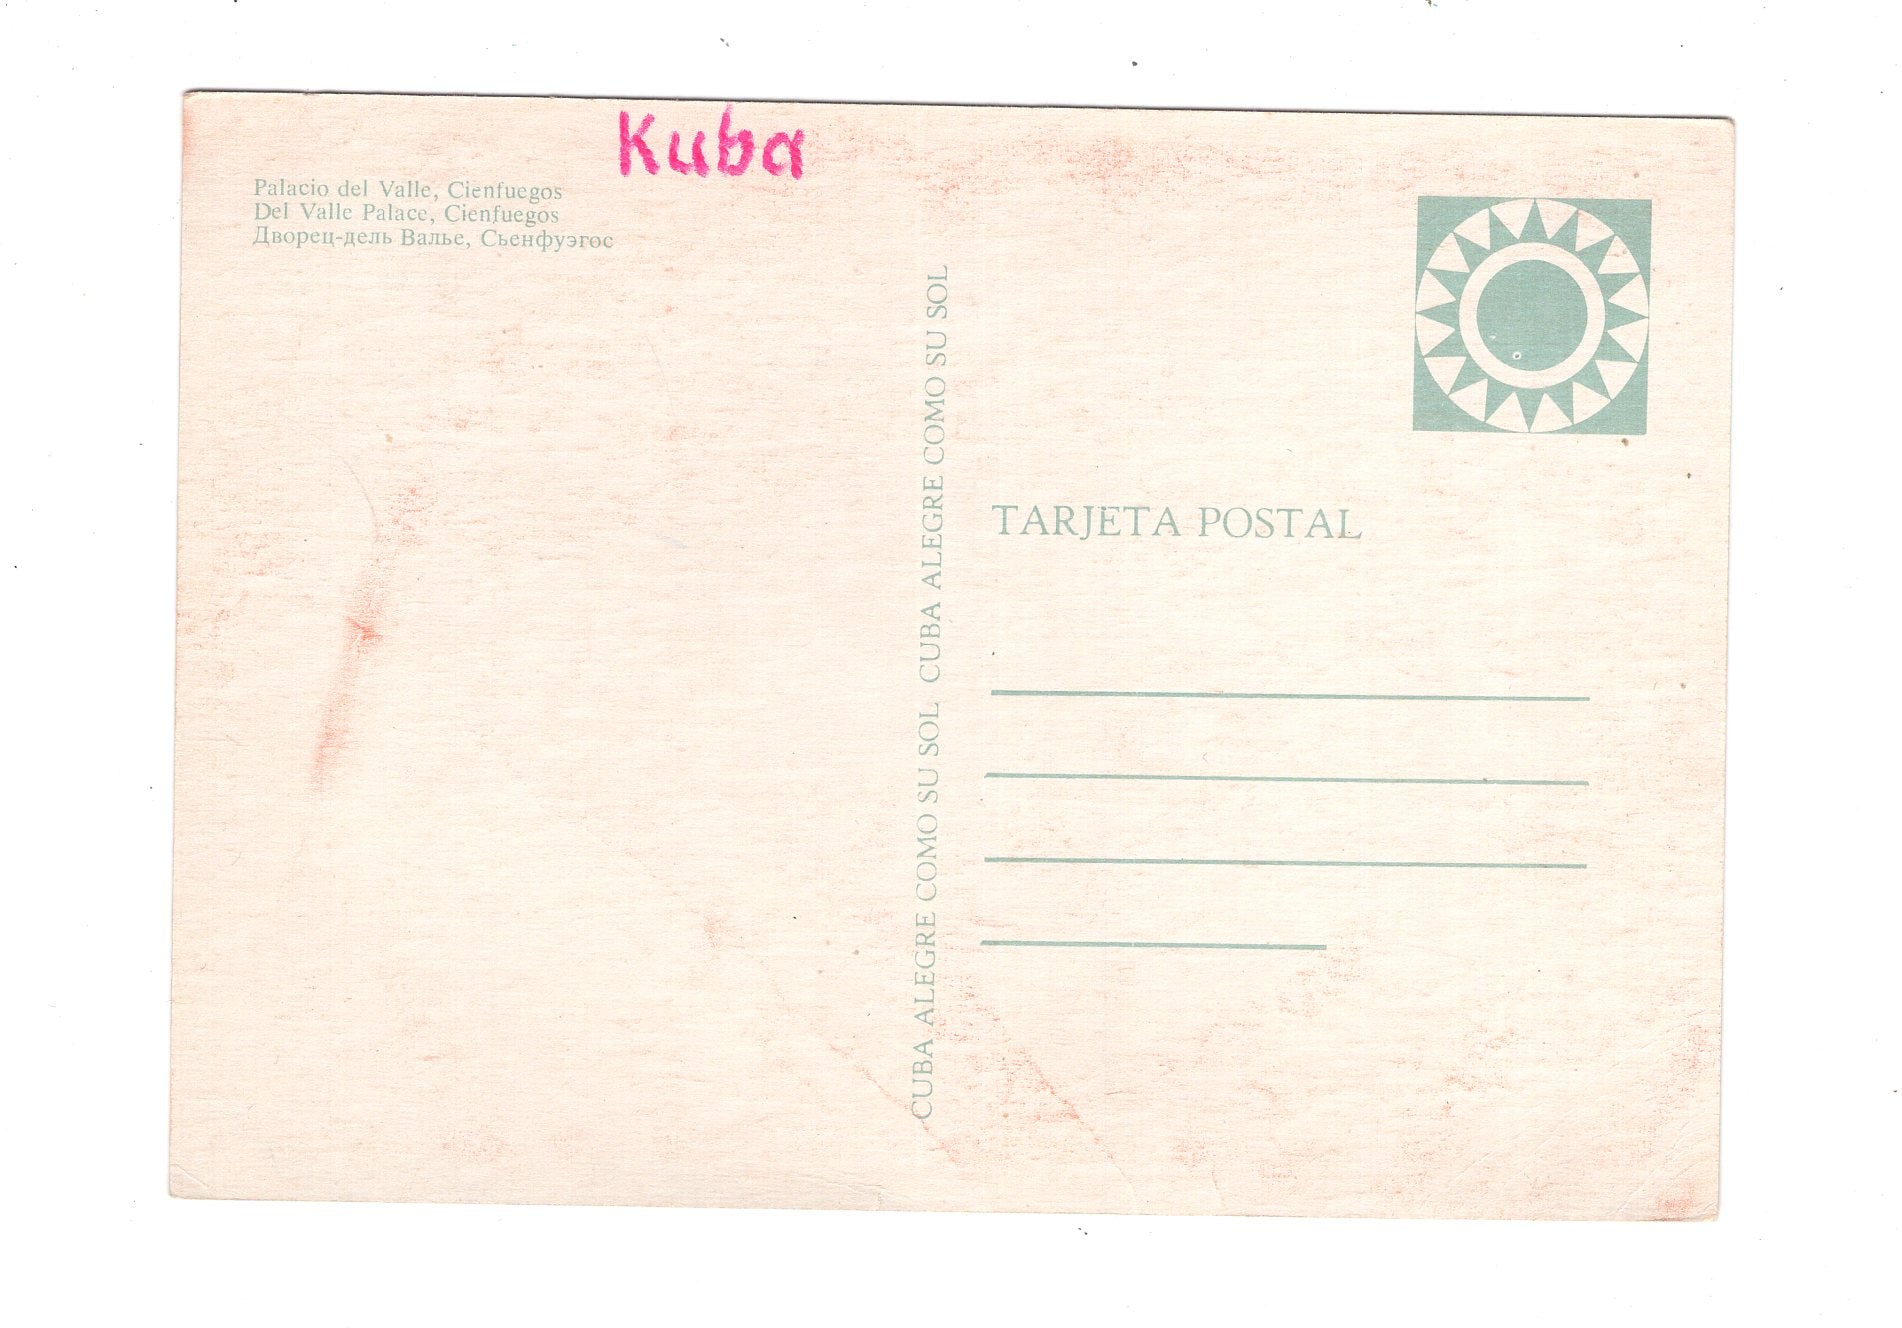 Kuba
Palacio del Valle, Cienfuegos
Del Valle Palace, Cienfuegos
Дворец-дель Валье, Сьенфуэгос
CUBA ALEGRE COMO SU SOL CUBA ALEGRE COMO SU SOL
TARJETA POSTAL